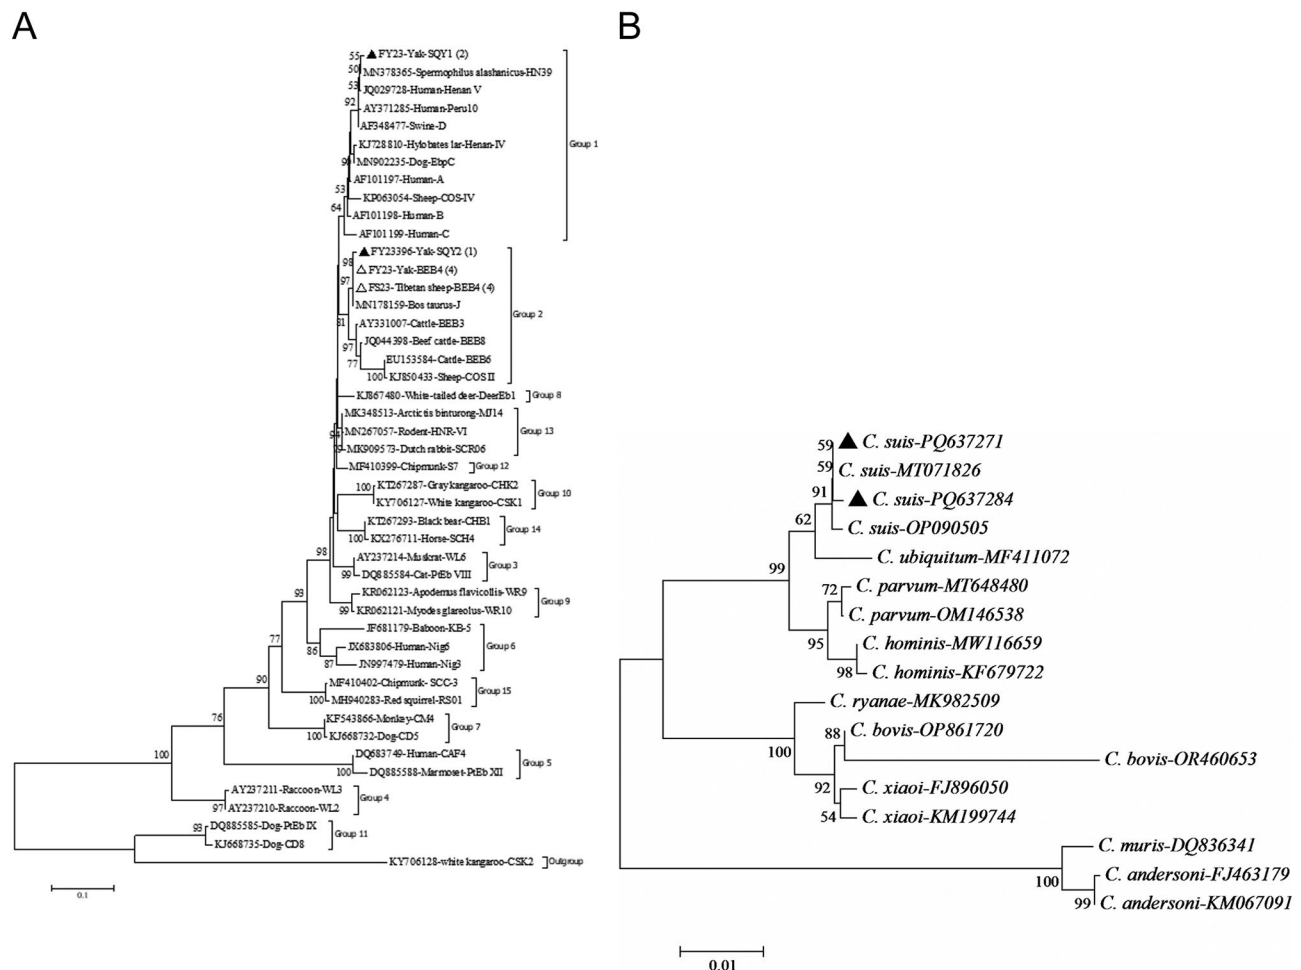 A
55
▲FY23-Yak-SQY1 (2)
50
MN378365-Spermophilus alashanicus-HN39
53
JQ029728-Human-Henan V
92
AY371285-Human-Peru10
AF348477-Swine-D
KJ728810-Hylobates lar-Henan-IV
MN902235-Dog-EbpC
AF101197-Human-A
53
KP063054-Sheep-COS-IV
64
AF101198-Human-B
AF101199-Human-C
Group 1
▲FY23396-Yak-SQY2 (1)
98
△FY23-Yak-BEB4 (4)
97
△FS23-Tibetan sheep-BEB4 (4)
MN178159-Bos taurus-J
81
AY331007-Cattle-BEB3
97
JQ044398-Beef cattle-BEB8
77
EU153584-Cattle-BEB6
100
KJ850433-Sheep-COS II
Group 2
KJ867480-White-tailed deer-DeerEb1
Group 8
MK348513-Arctictis binturong-MJ14
94
MN267057-Rodent-HNR-VI
MK909573-Dutch rabbit-SCR06
Group 13
MF410399-Chipmunk-S7
Group 12
100
KT267287-Gray kangaroo-CHK2
KY706127-White kangaroo-CSK1
Group 10
KT267293-Black bear-CHB1
100
KX276711-Horse-SCH4
Group 14
98
AY237214-Muskrat-WL6
99
DQ885584-Cat-PtEb VIII
Group 3
93
KR062123-Apodemus flavicollis-WR9
99
KR062121-Myodes glareolus-WR10
Group 9
JF681179-Baboon-KB-5
77
86
JX683806-Human-Nig6
87
JN997479-Human-Nig3
Group 6
90
MF410402-Chipmunk- SCC-3
100
MH940283-Red squirrel-RS01
Group 15
76
KF543866-Monkey-CM4
100
KJ668732-Dog-CD5
Group 7
100
DQ683749-Human-CAF4
100
DQ885588-Marmoset-PtEb XII
Group 5
AY237211-Raccoon-WL3
97
AY237210-Raccoon-WL2
Group 4
93
DQ885585-Dog-PtEb IX
KJ668735-Dog-CD8
Group 11
KY706128-white kangaroo-CSK2
Outgroup
0.1
B
59
▲ C. suis-PQ637271
59
C. suis-MT071826
91
▲ C. suis-PQ637284
62
C. suis-OP090505
C. ubiquitum-MF411072
99
72
C. parvum-MT648480
C. parvum-OM146538
95
C. hominis-MW116659
98
C. hominis-KF679722
C. ryanae-MK982509
100
88
C. bovis-OP861720
C. bovis-OR460653
92
C. xiaoi-FJ896050
54
C. xiaoi-KM199744
C. muris-DQ836341
100
C. andersoni-FJ463179
99
C. andersoni-KM067091
0.01